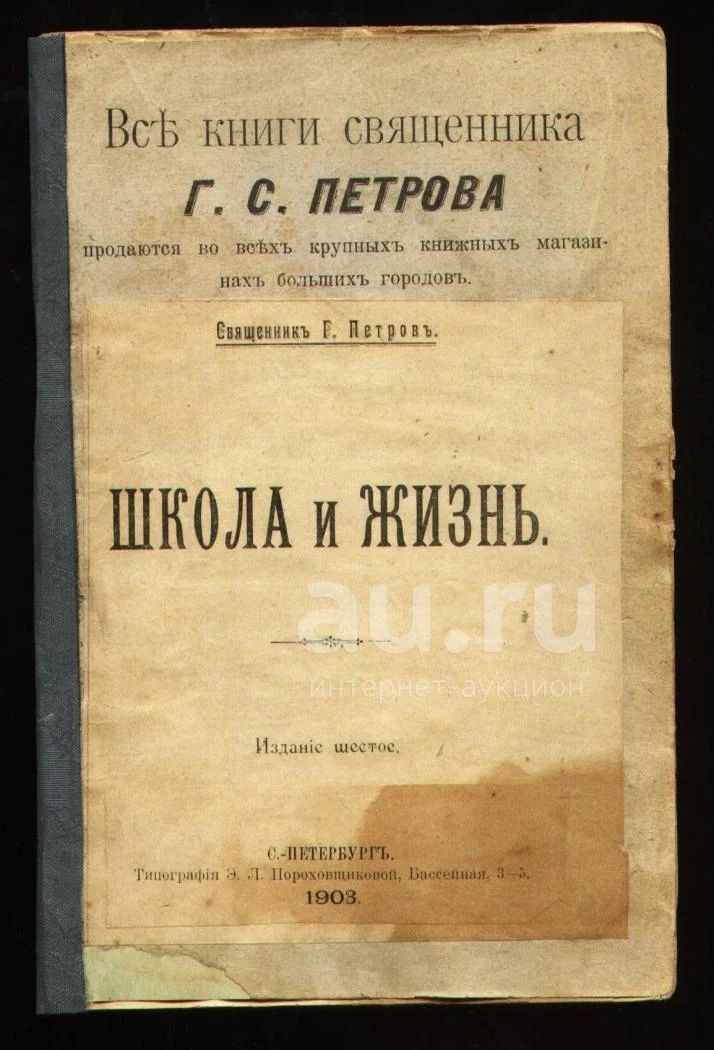 Всѣ книги священника
Г. С. ПЕТРОВА
продаются во всѣхъ крупныхъ книжныхъ магази-
нахъ большихъ городовъ.
Священникъ Г. Петровъ.
ШКОЛА и ЖИЗНЬ.
au.ru
интернет-аукцион
Изданіе шестое.
С.-ПЕТЕРБУРГЪ.
Типографія Э. Л. Пороховщиковой, Бассейная, 3—5.
1903.